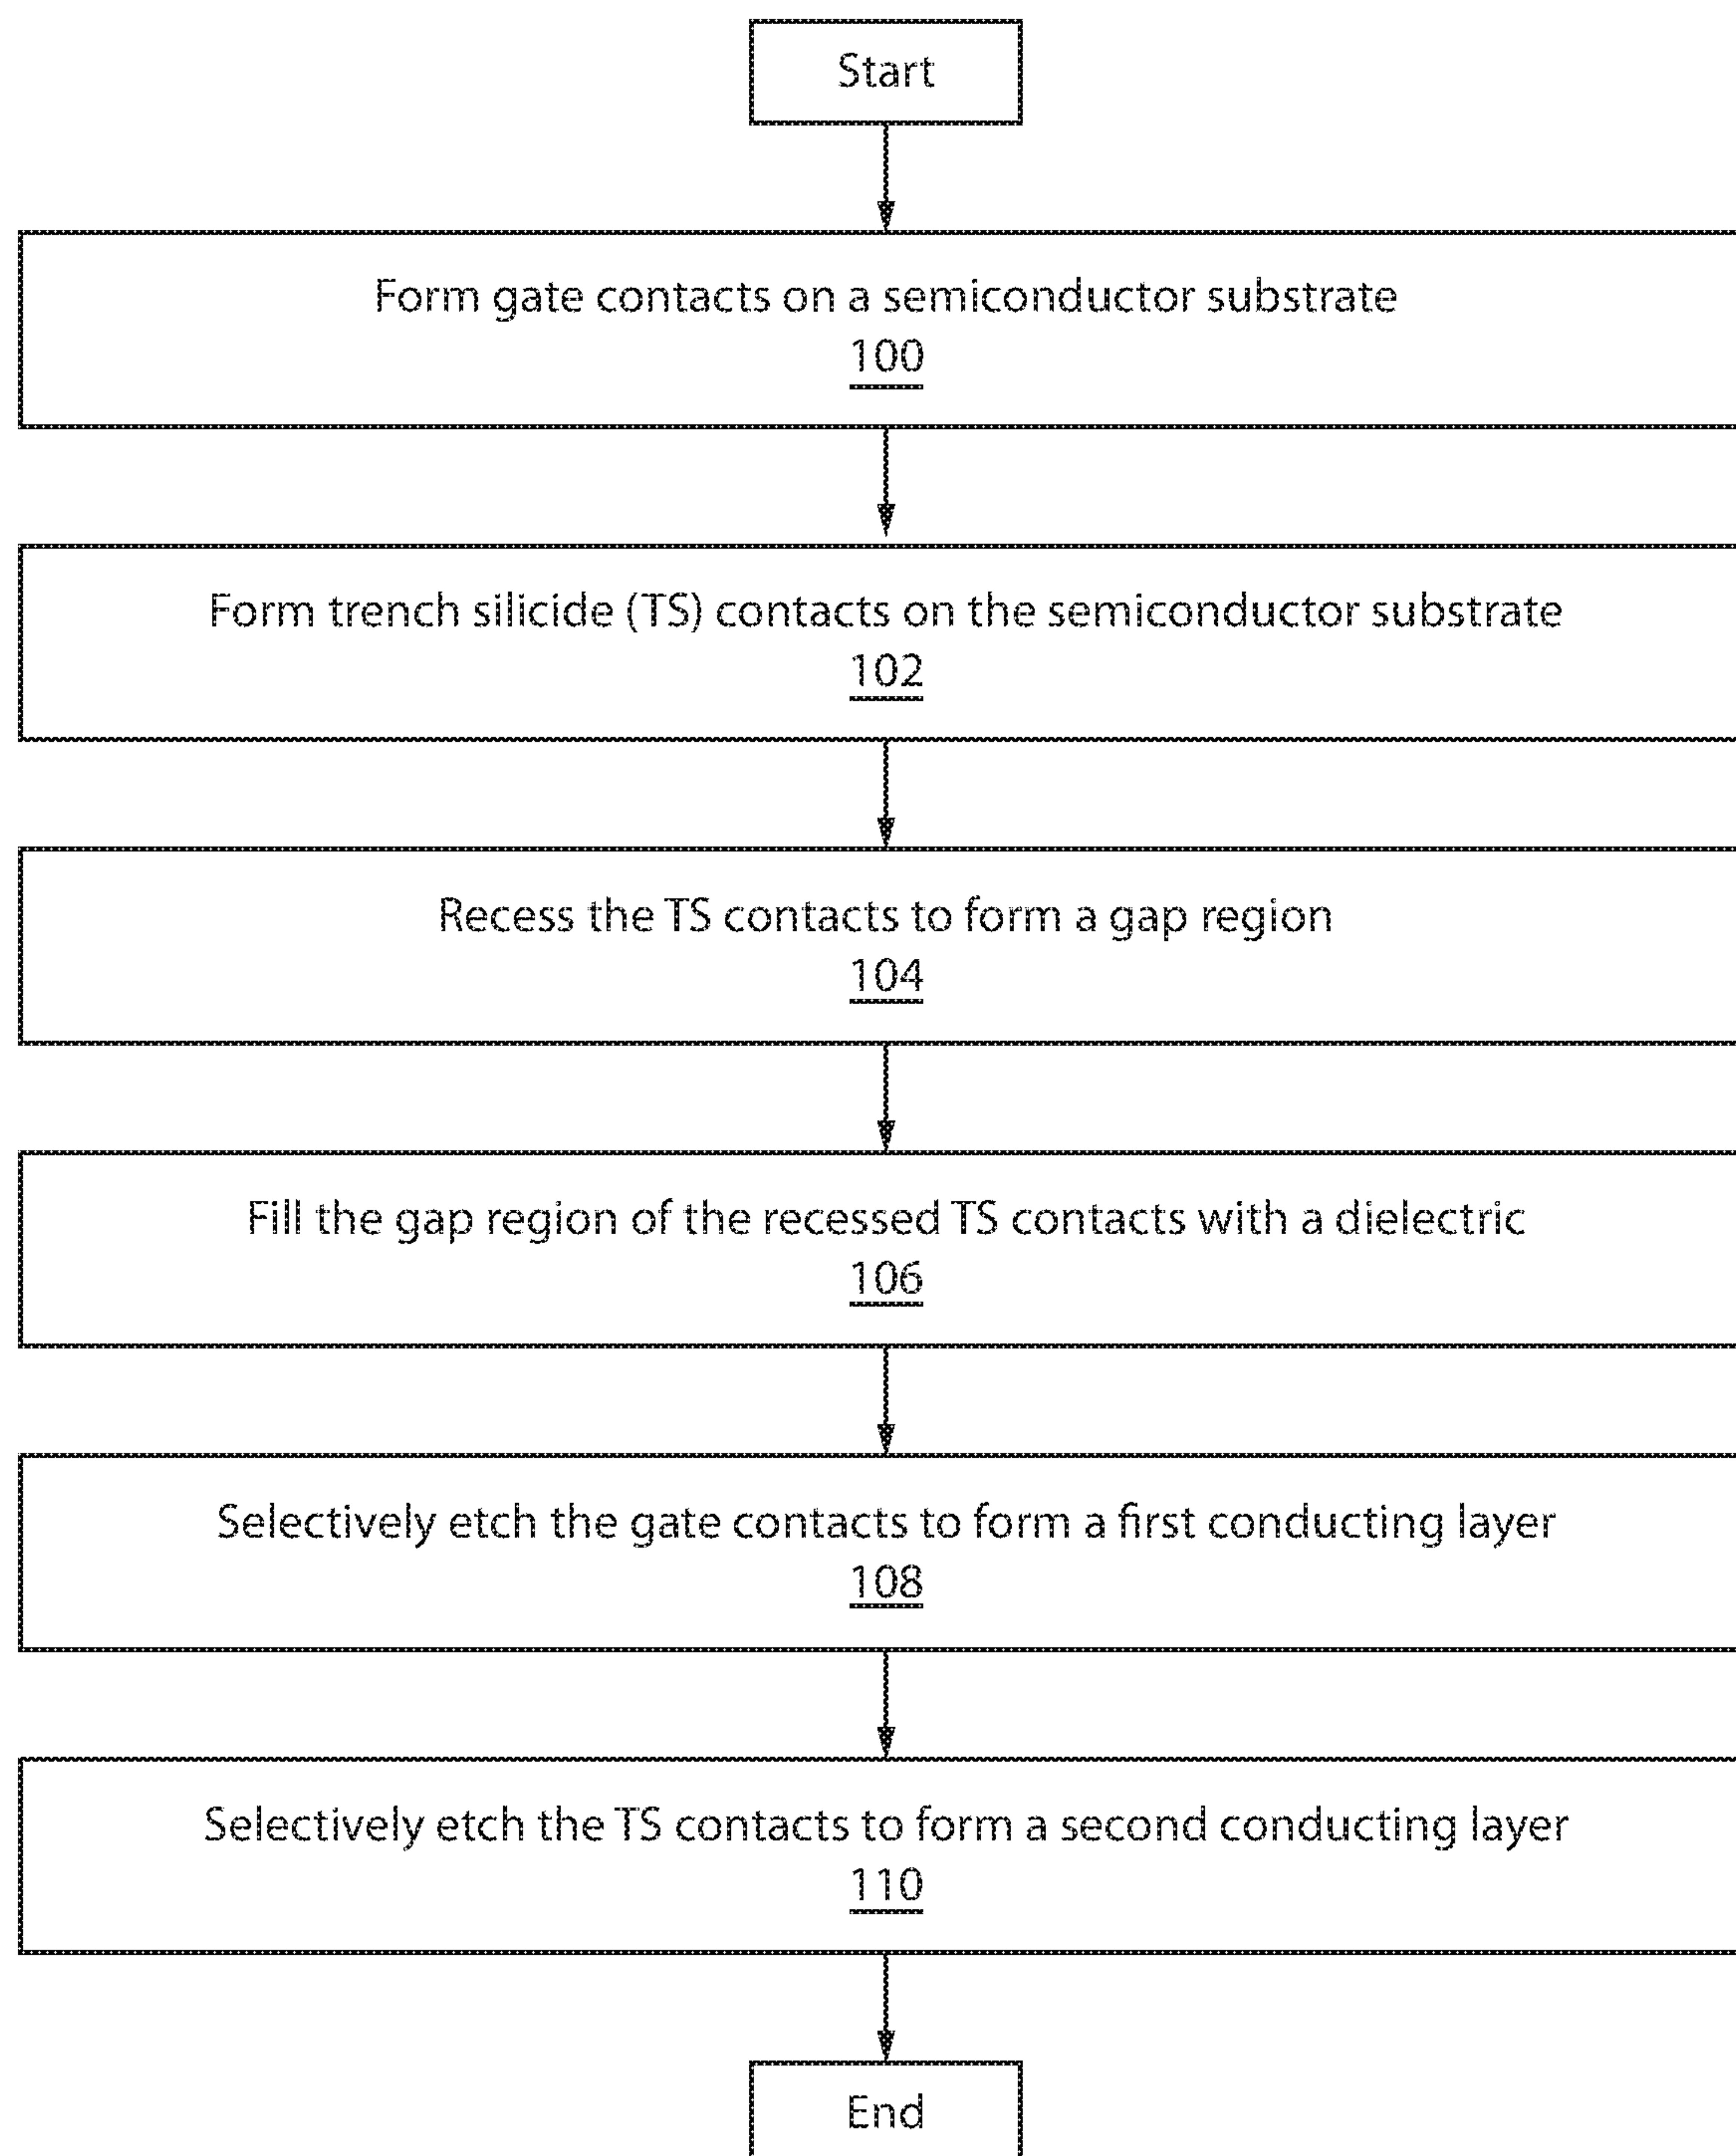 Start
Form gate contacts on a semiconductor substrate
100
Form trench silicide (TS) contacts on the semiconductor substrate
102
Recess the TS contacts to form a gap region
104
Fill the gap region of the recessed TS contacts with a dielectric
106
Selectively etch the gate contacts to form a first conducting layer
108
Selectively etch the TS contacts to form a second conducting layer
110
End